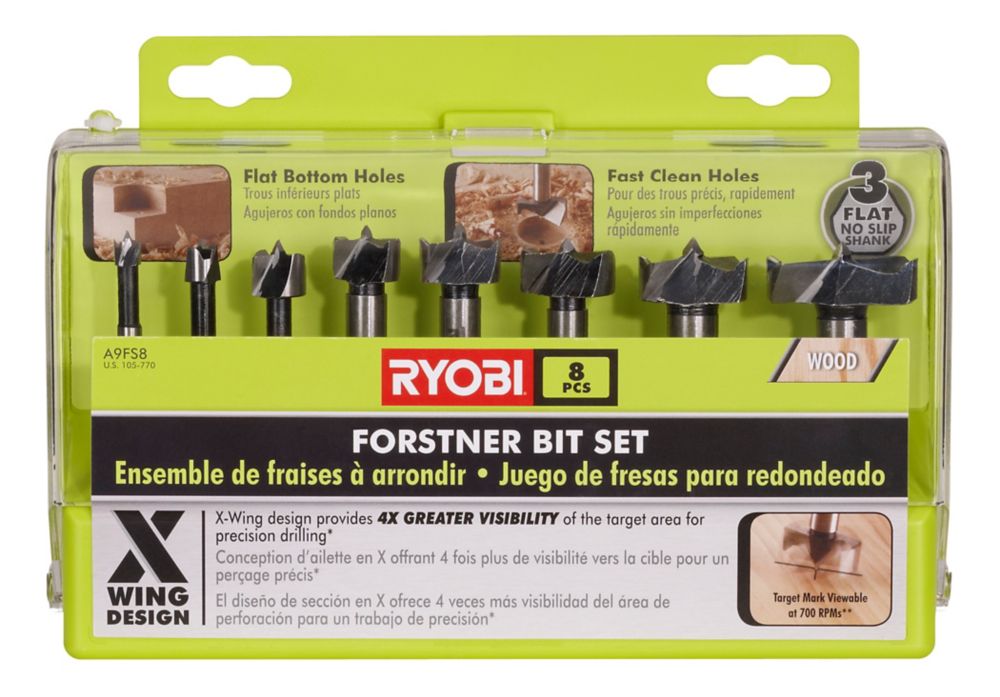 Flat Bottom Holes
Trous inférieurs plats
Agujeros con fondos planos
Fast Clean Holes
Pour des trous précis, rapidement
Agujeros sin imperfecciones
rápidamente
3
FLAT
NO SLIP
SHANK
A9FS8
U.S. 105-770
RYOBI
8
PCS
WOOD
FORSTNER BIT SET
Ensemble de fraises à arrondir • Juego de fresas para redondeado
X
WING
DESIGN
X-Wing design provides 4X GREATER VISIBILITY of the target area for
precision drilling*
Conception d'ailette en X offrant 4 fois plus de visibilité vers la cible pour un
perçage précis*
El diseño de sección en X ofrece 4 veces más visibilidad del área de
perforación para un trabajo de precisión*
Target Mark Viewable
at 700 RPMs**